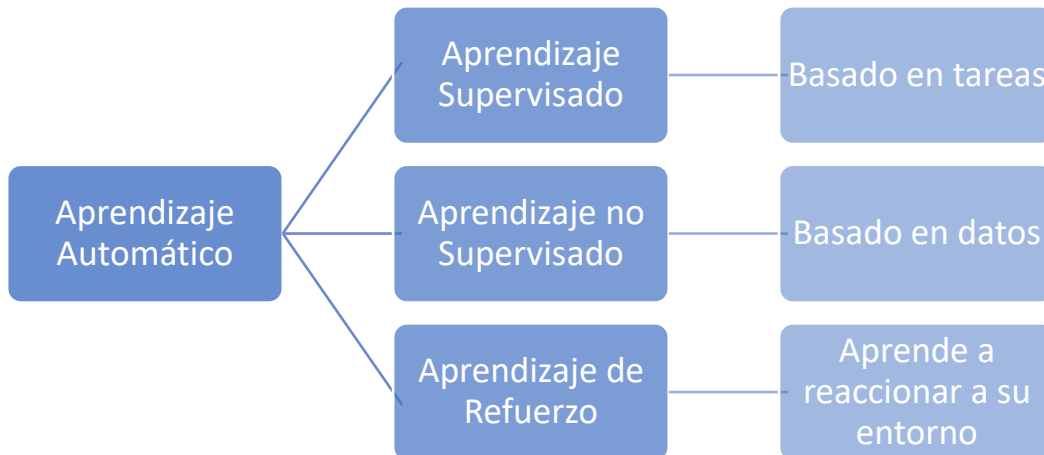 Aprendizaje
Automático
Aprendizaje
Supervisado
Basado en tareas
Aprendizaje no
Supervisado
Basado en datos
Aprendizaje de
Refuerzo
Aprende a
reaccionar a su
entorno